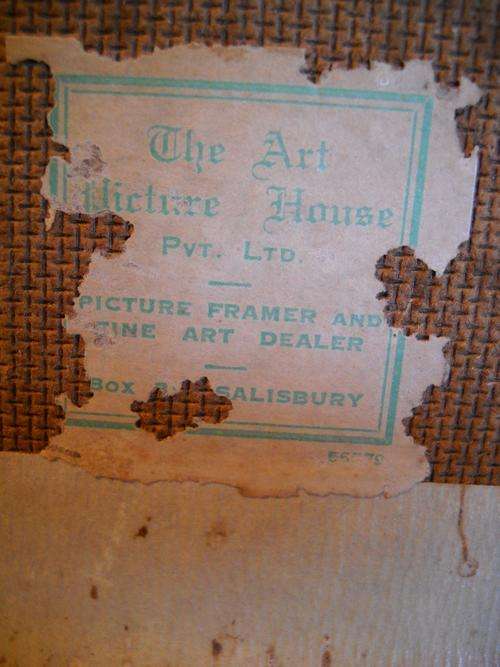 The Art
Picture House
PVT. LTD.
PICTURE FRAMER AND
FINE ART DEALER
BOX SALISBURY